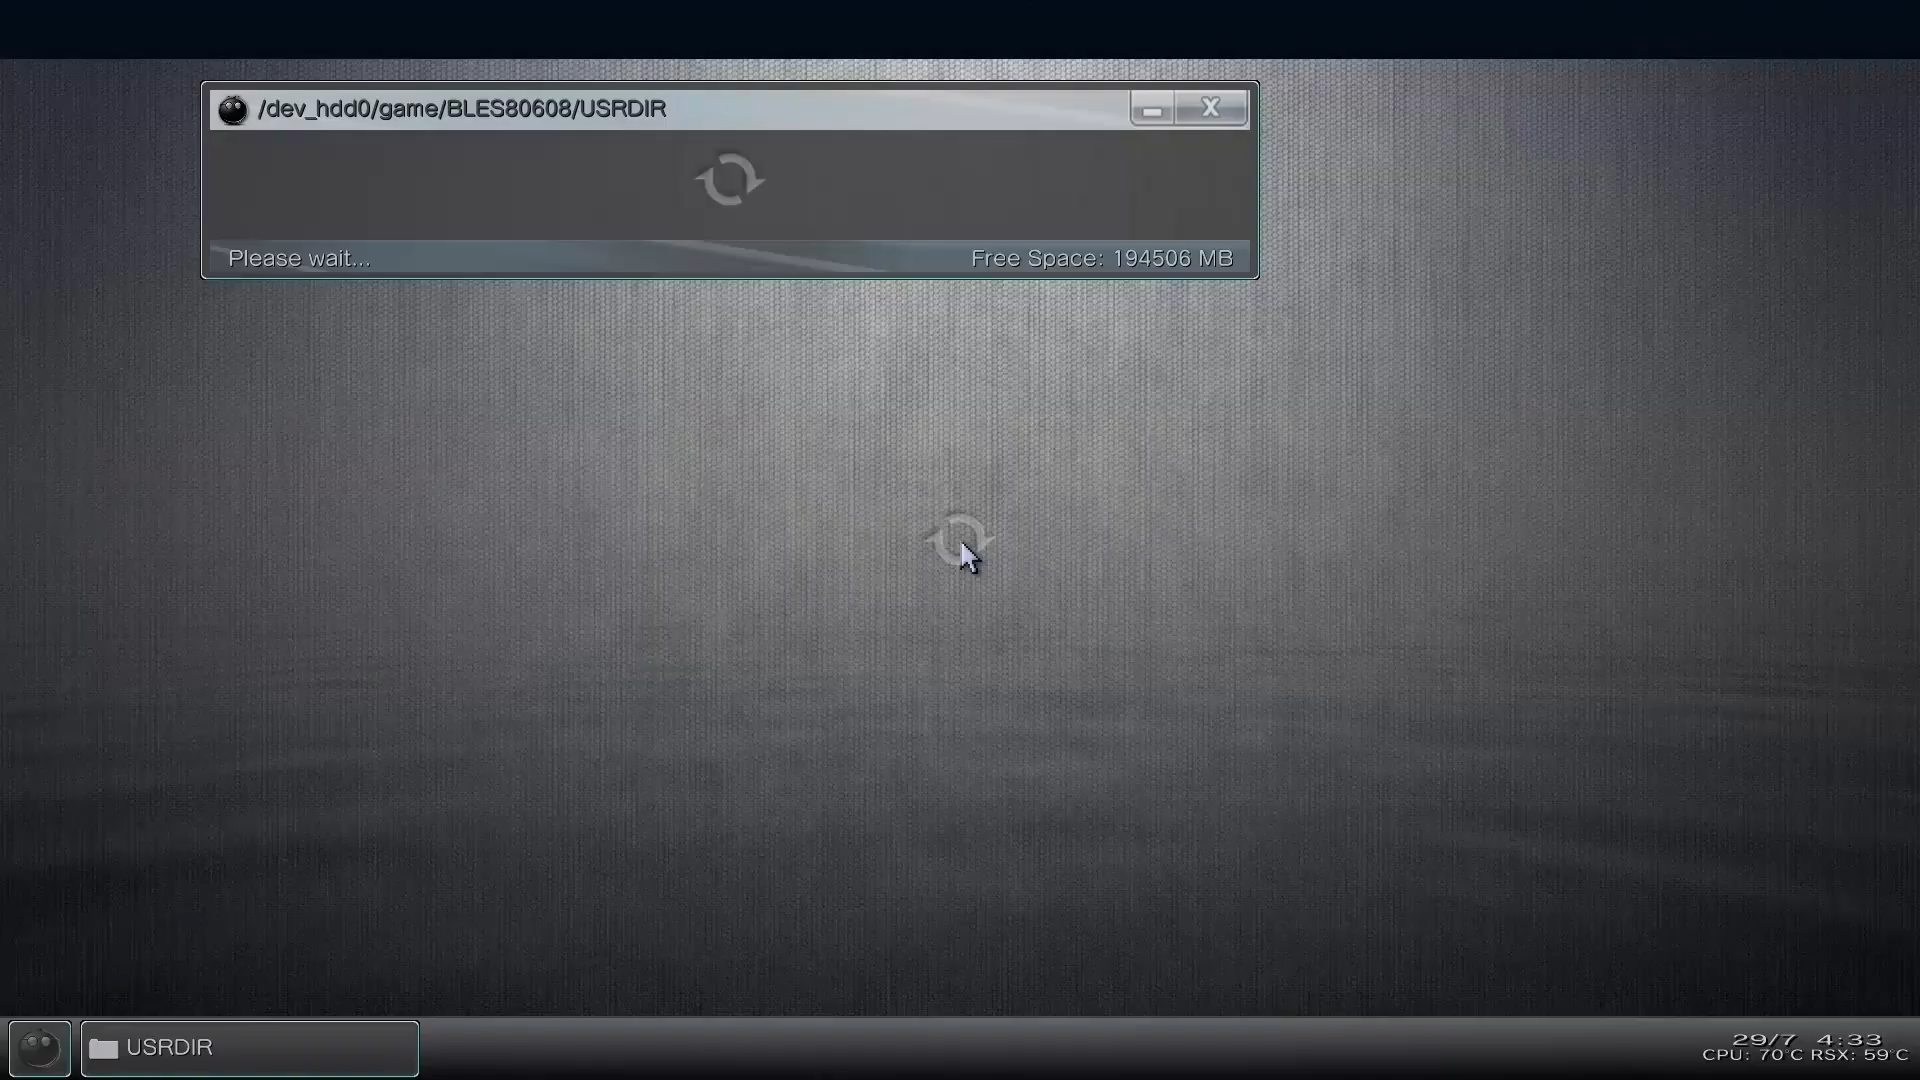 /dev_hdd0/game/BLES80608/USRDIR
X
Please wait...
Free Space: 194506 MB
USRDIR
29/7 4:33
CPU: 70°C RSX: 59°C